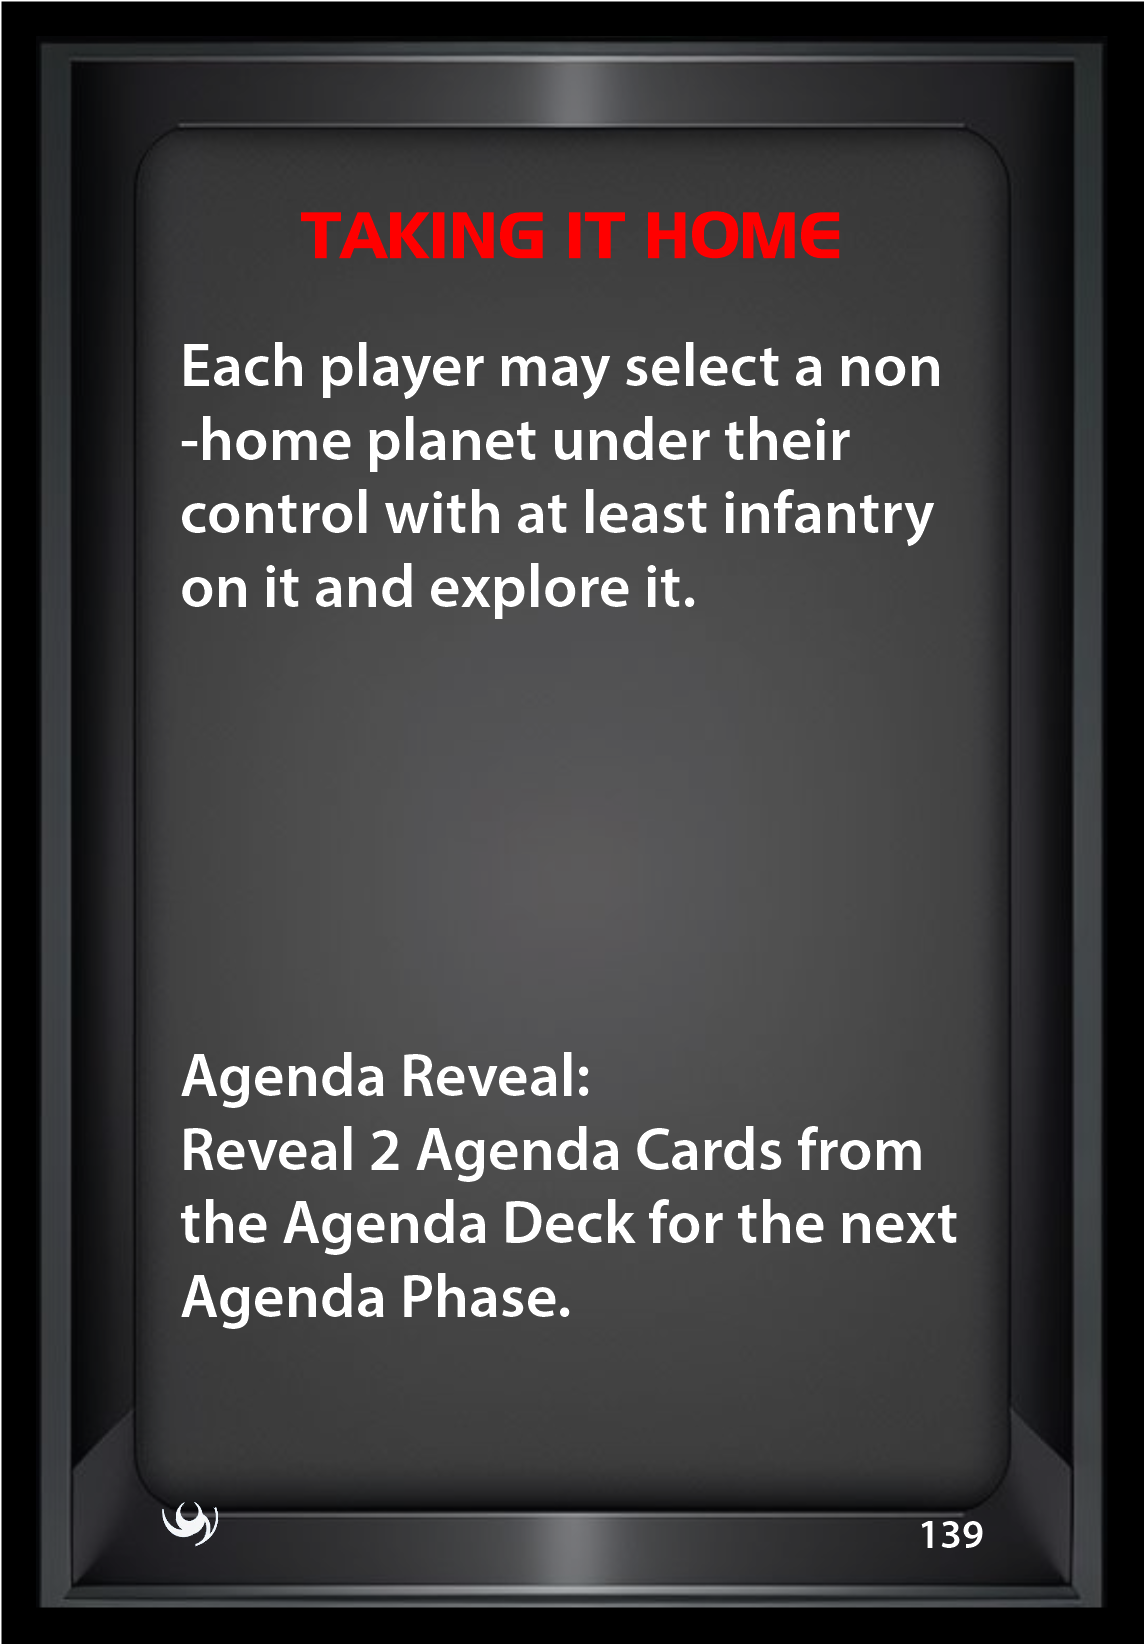 TAKING IT HOME
Each player may select a non
-home planet under their
control with at least infantry
on it and explore it.
Agenda Reveal:
Reveal 2 Agenda Cards from
the Agenda Deck for the next
Agenda Phase.
139